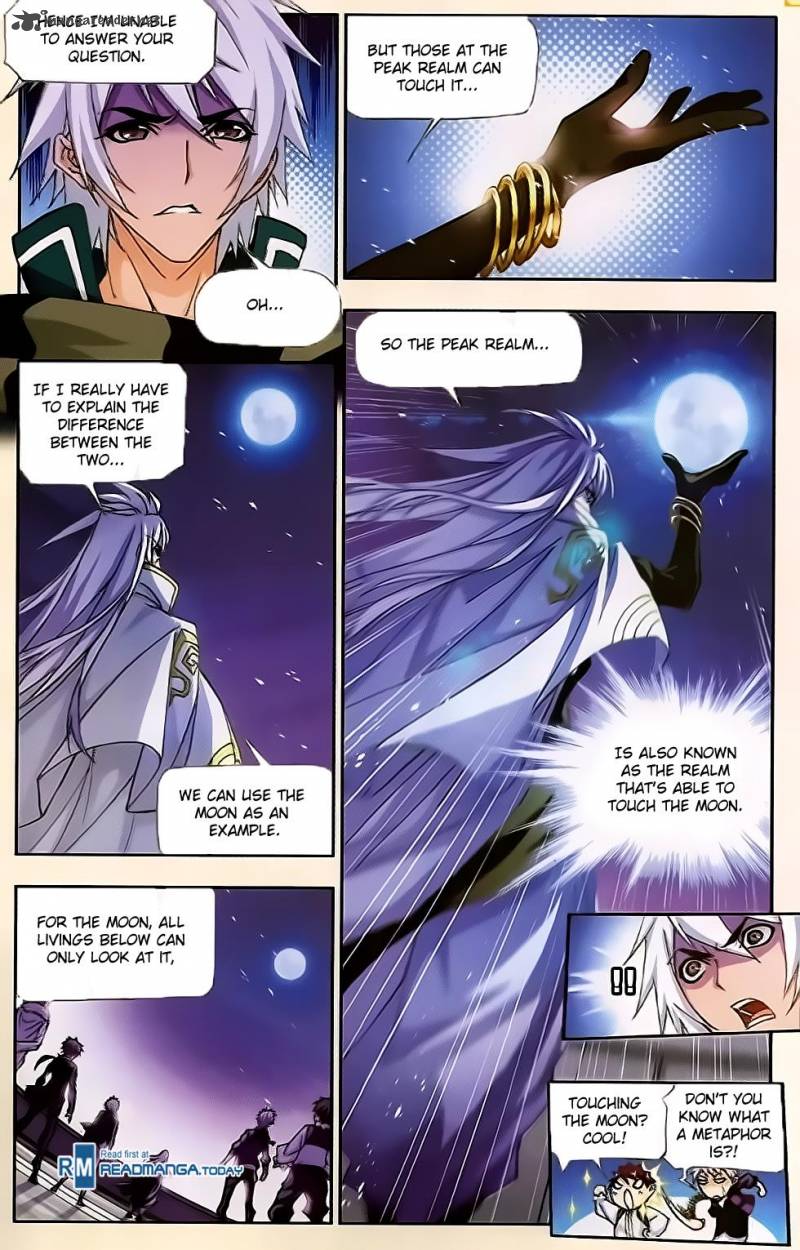 HENCE I'M UNABLE
TO ANSWER YOUR
QUESTION.
OH...
IF I REALLY HAVE
TO EXPLAIN THE
DIFFERENCE
BETWEEN THE
TWO...
WE CAN USE THE
MOON AS AN
EXAMPLE.
FOR THE MOON, ALL
LIVINGS BELOW CAN
ONLY LOOK AT IT,
BUT THOSE AT THE
PEAK REALM CAN
TOUCH IT...
SO THE PEAK REALM...
IS ALSO KNOWN
AS THE REALM
THAT'S ABLE TO
TOUCH THE MOON.
!!
TOUCHING
THE MOON?
COOL!
DON'T YOU
KNOW WHAT
A METAPHOR
IS?!
RM
Read first at
READMANGA.TODAY